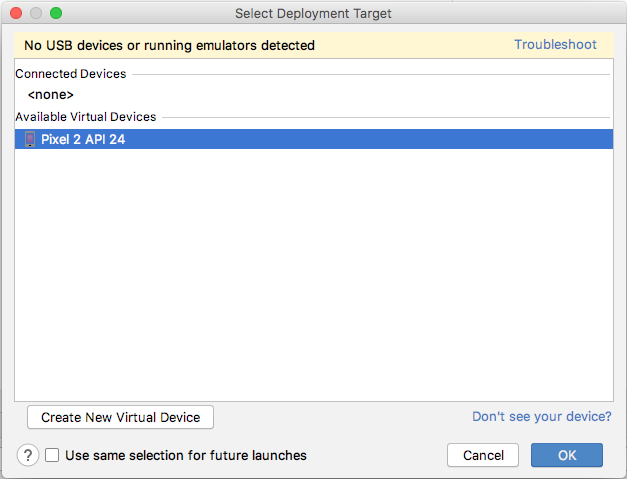 Select Deployment Target
No USB devices or running emulators detected
Troubleshoot
Connected Devices
<none>
Available Virtual Devices
Pixel 2 API 24
Create New Virtual Device
Don't see your device?
?
Use same selection for future launches
Cancel
OK